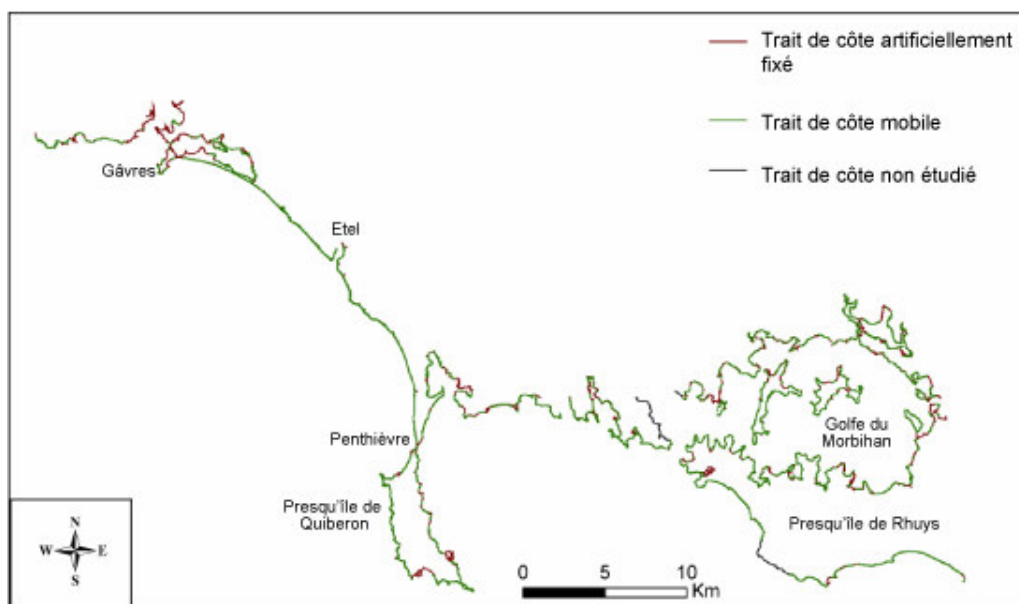 Trait de côte artificiellement
fixé
Trait de côte mobile
Trait de côte non étudié
Gâvres
Etel
Penthièvre
Golfe du
Morbihan
Presqu'île de
Quiberon
Presqu'île de Rhuys
N
W E
S
0 5 10
Km